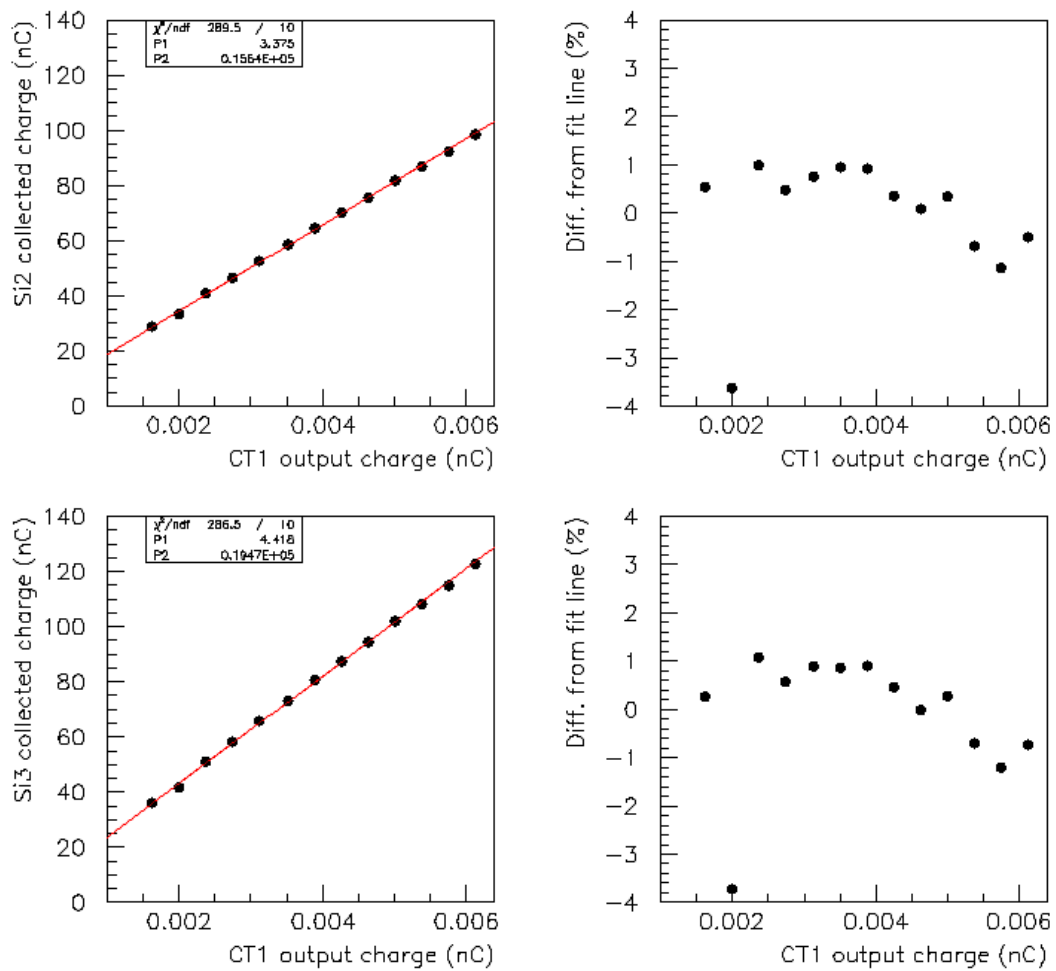 140
120
100
80
60
40
20
0
Si2 collected charge (nC)
χ²/ndf 289.5 / 10
P1 3.375
P2 0.1564E+05
0.002 0.004 0.006
CT1 output charge (nC)
4
3
2
1
0
−1
−2
−3
−4
Diff. from fit line (%)
0.002 0.004 0.006
CT1 output charge (nC)
140
120
100
80
60
40
20
0
Si3 collected charge (nC)
χ²/ndf 286.5 / 10
P1 4.418
P2 0.1947E+05
0.002 0.004 0.006
CT1 output charge (nC)
4
3
2
1
0
−1
−2
−3
−4
Diff. from fit line (%)
0.002 0.004 0.006
CT1 output charge (nC)